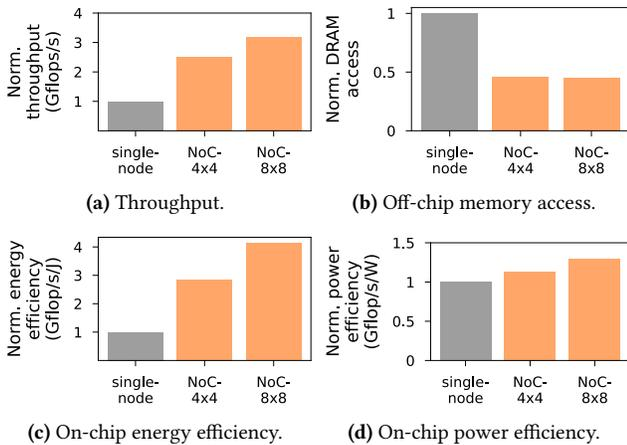 Norm.
throughput
(Gflops/s)
4
3
2
1
single-
node
NoC-
4x4
NoC-
8x8
(a) Throughput.
Norm. DRAM
access
1
0.5
0
single-
node
NoC-
4x4
NoC-
8x8
(b) Off-chip memory access.
Norm. energy
efficiency
(Gflop/s/J)
4
3
2
1
single-
node
NoC-
4x4
NoC-
8x8
(c) On-chip energy efficiency.
Norm. power
efficiency
(Gflop/s/W)
1.5
1
0.5
0
single-
node
NoC-
4x4
NoC-
8x8
(d) On-chip power efficiency.